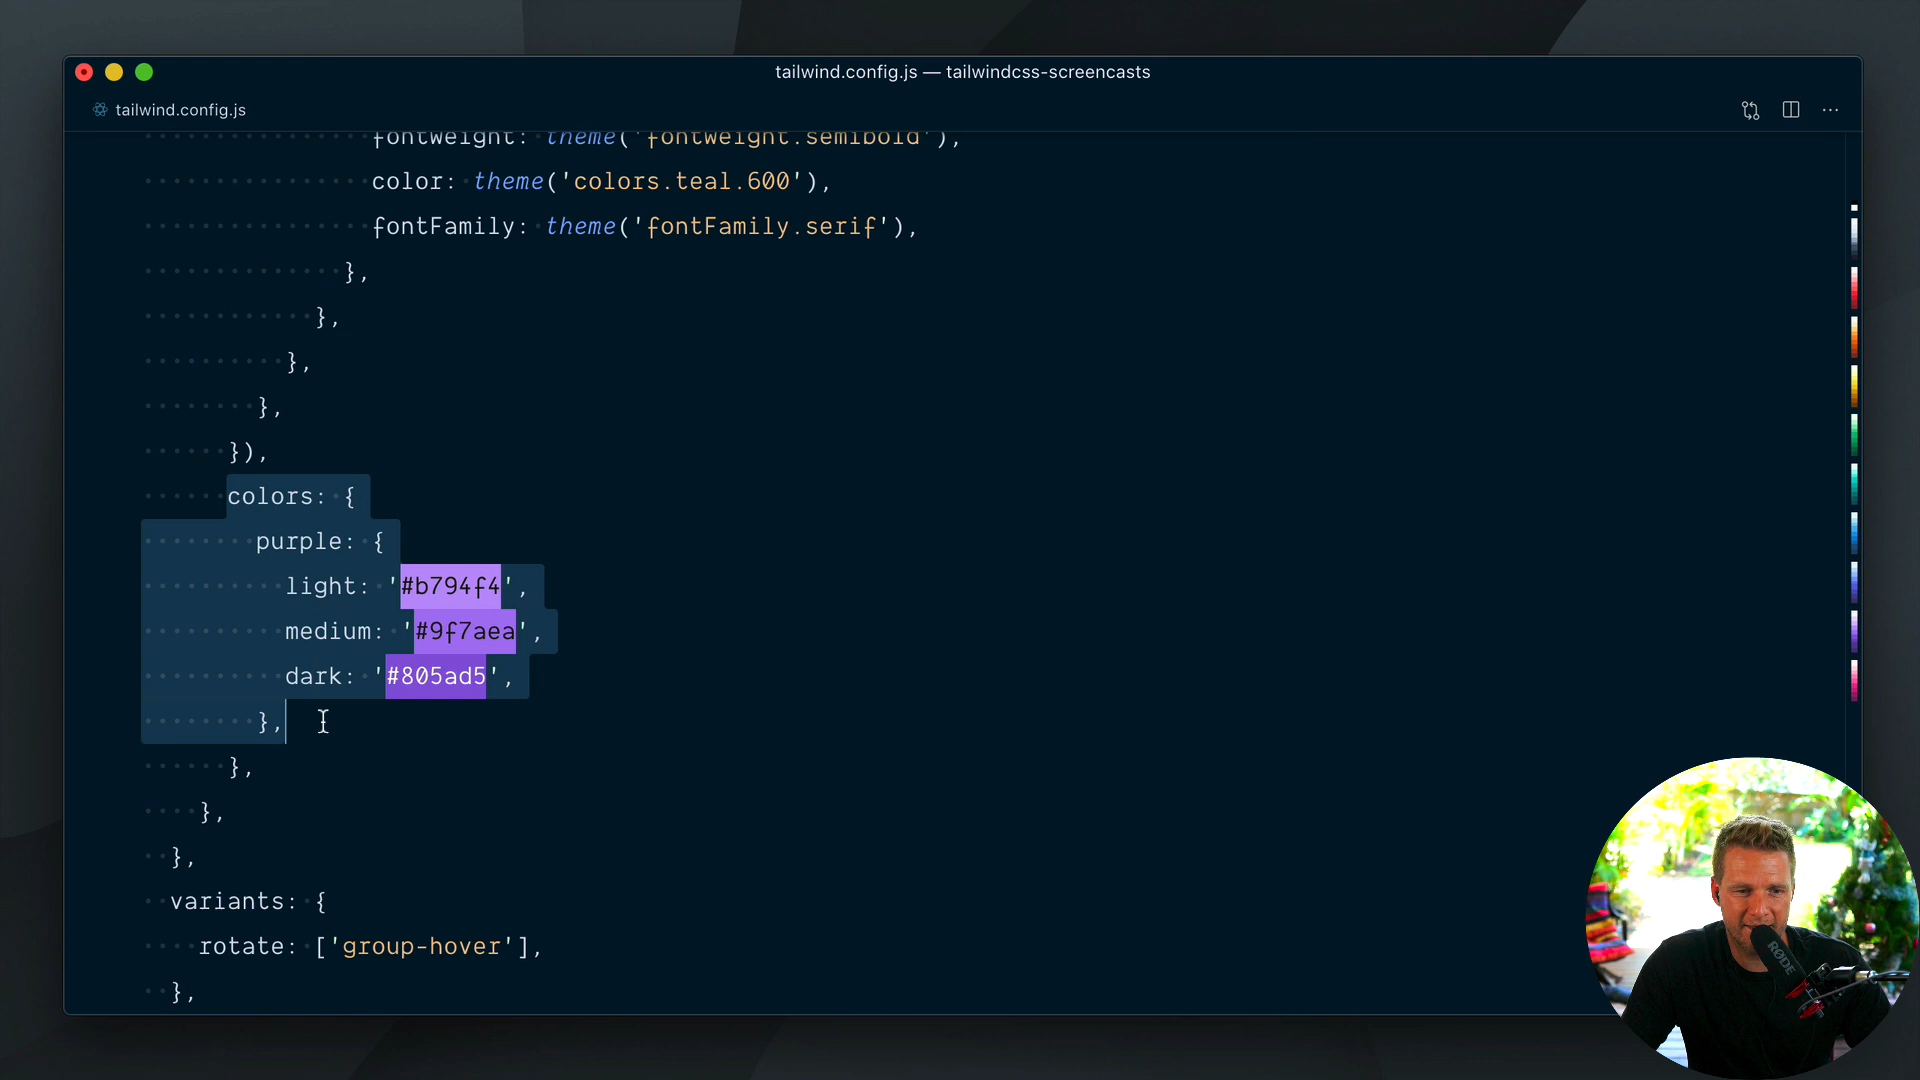 tailwind.config.js — tailwindcss-screencasts
tailwind.config.js
fontWeight: theme('fontWeight.semibold'),
color: theme('colors.teal.600'),
fontFamily: theme('fontFamily.serif'),
},
},
},
},
}),
colors: {
purple: {
light: '#b794f4',
medium: '#9f7aea',
dark: '#805ad5',
},
},
},
},
variants: {
rotate: ['group-hover'],
},
RØDE